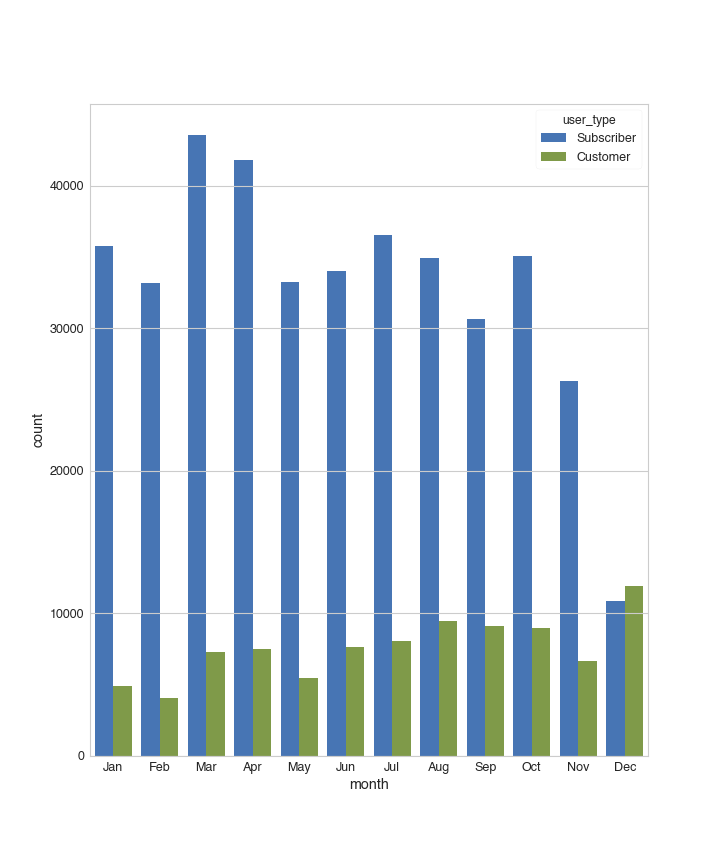 user_type
Subscriber
Customer
40000
30000
20000
10000
0
count
Jan Feb Mar Apr May Jun Jul Aug Sep Oct Nov Dec
month